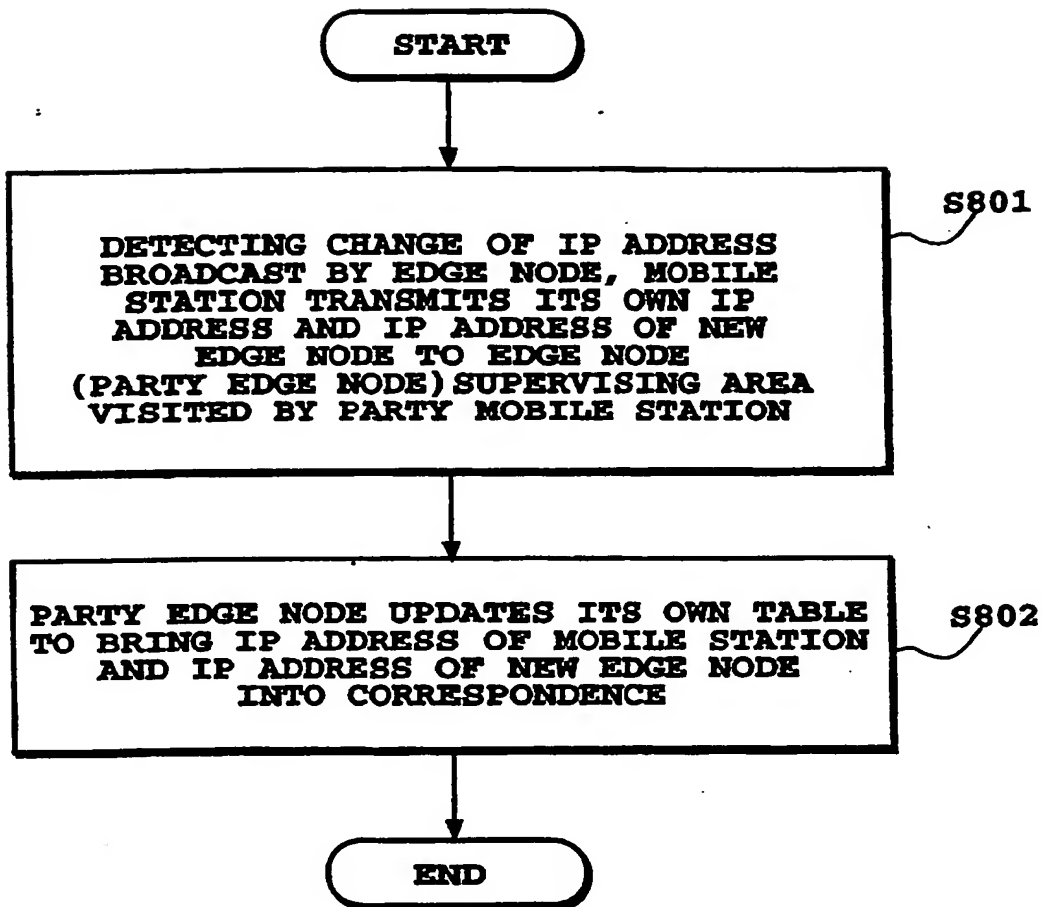 START
DETECTING CHANGE OF IP ADDRESS
BROADCAST BY EDGE NODE, MOBILE
STATION TRANSMITS ITS OWN IP
ADDRESS AND IP ADDRESS OF NEW
EDGE NODE TO EDGE NODE
(PARTY EDGE NODE)SUPERVISING AREA
VISITED BY PARTY MOBILE STATION
S801
PARTY EDGE NODE UPDATES ITS OWN TABLE
TO BRING IP ADDRESS OF MOBILE STATION
AND IP ADDRESS OF NEW EDGE NODE
INTO CORRESPONDENCE
S802
END